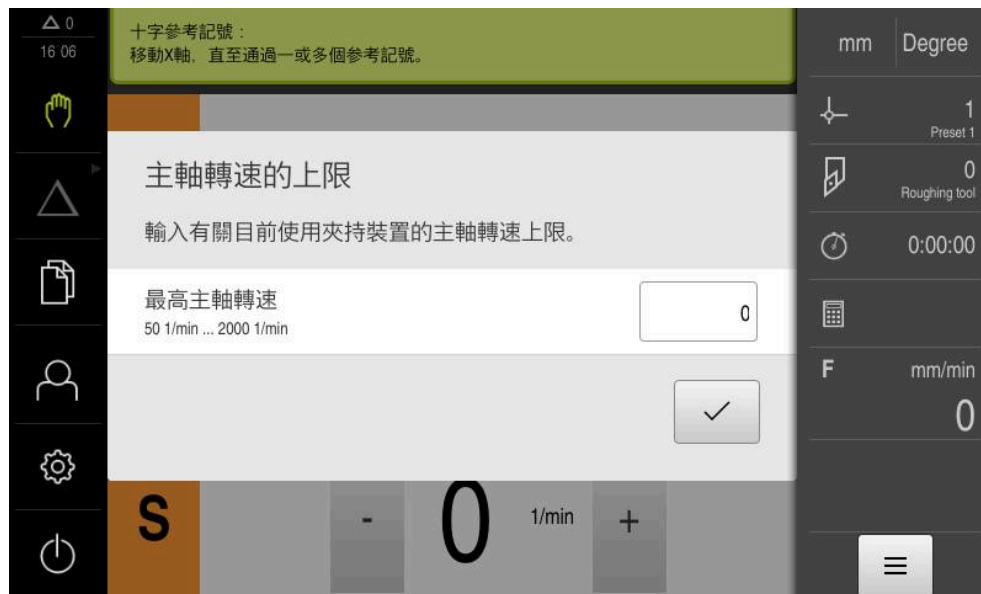 0
16 06
十字參考記號：
移動X軸，直至通過一或多個參考記號。
mm Degree
1
Preset 1
0
Roughing tool
0:00:00
F mm/min
0
主軸轉速的上限
輸入有關目前使用夾持裝置的主軸轉速上限。
最高主軸轉速
50 1/min ... 2000 1/min
0
S - 0 1/min +